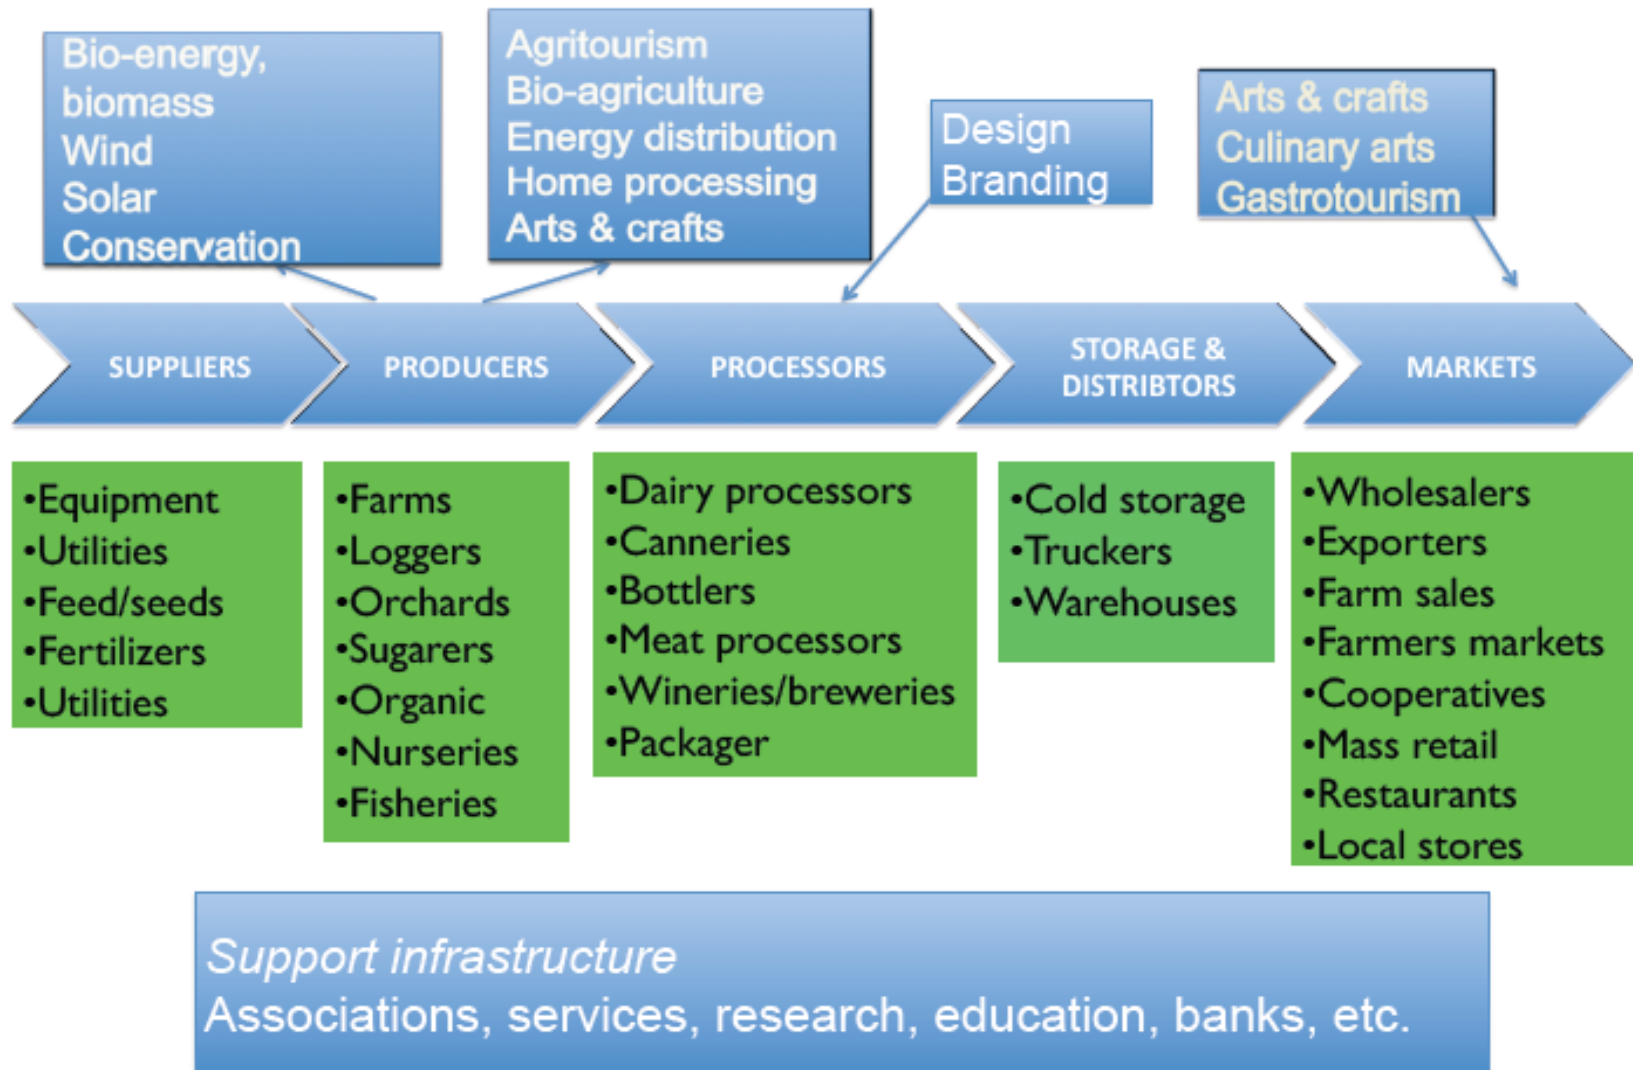 Bio-energy,
biomass
Wind
Solar
Conservation
Agritourism
Bio-agriculture
Energy distribution
Home processing
Arts & crafts
Design
Branding
Arts & crafts
Culinary arts
Gastrotourism
SUPPLIERS
PRODUCERS
PROCESSORS
STORAGE &
DISTRIBTORS
MARKETS
•Equipment
•Utilities
•Feed/seeds
•Fertilizers
•Utilities
•Farms
•Loggers
•Orchards
•Sugarers
•Organic
•Nurseries
•Fisheries
•Dairy processors
•Canneries
•Bottlers
•Meat processors
•Wineries/breweries
•Packager
•Cold storage
•Truckers
•Warehouses
•Wholesalers
•Exporters
•Farm sales
•Farmers markets
•Cooperatives
•Mass retail
•Restaurants
•Local stores
Support infrastructure
Associations, services, research, education, banks, etc.